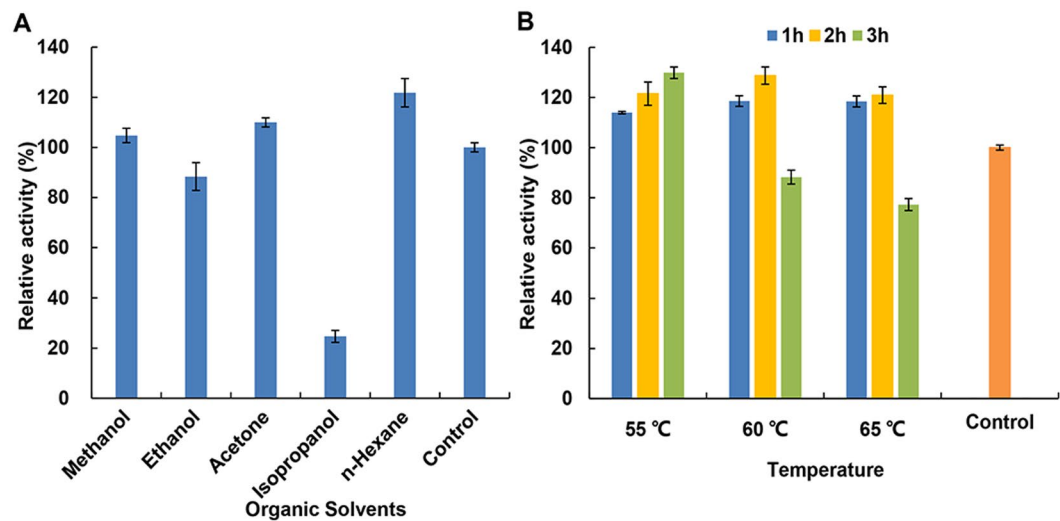 A
Relative activity (%)
140
120
100
80
60
40
20
0
Methanol
Ethanol
Acetone
Isopropanol
n-Hexane
Control
Organic Solvents
B
1h 2h 3h
Relative activity (%)
140
120
100
80
60
40
20
0
55 ℃ 60 ℃ 65 ℃ Control
Temperature